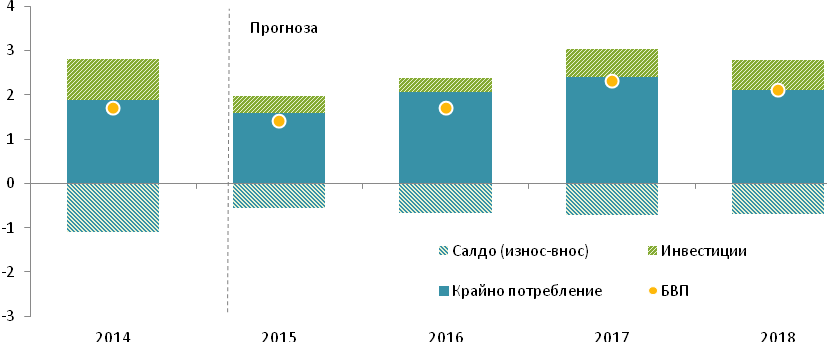 4
3
2
1
0
-1
-2
-3
Прогноза
Салдо (износ-внос)
Инвестиции
Крайно потребление
БВП
2014
2015
2016
2017
2018